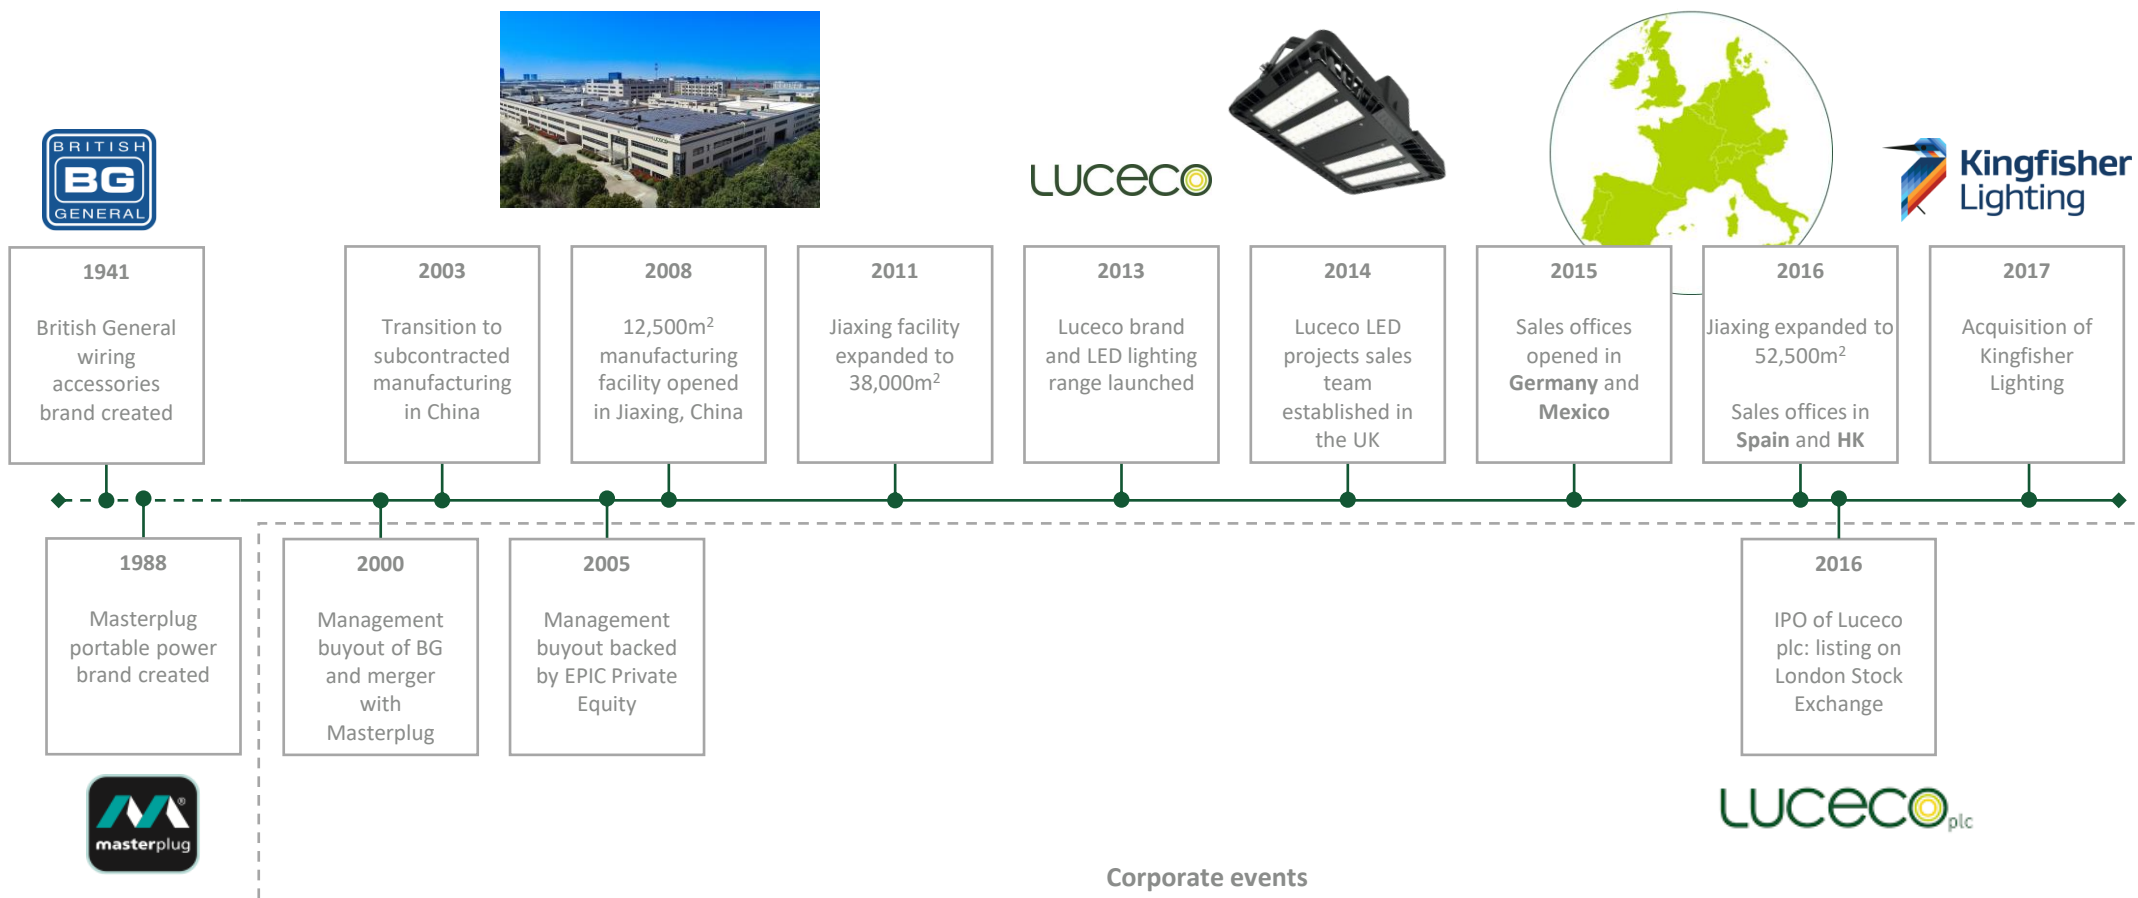 BRITISH
BG
GENERAL
LUCECO
LUCECO
Kingfisher
Lighting
1941
British General
wiring
accessories
brand created
2003
Transition to
subcontracted
manufacturing
in China
2008
12,500m²
manufacturing
facility opened
in Jiaxing, China
2011
Jiaxing facility
expanded to
38,000m²
2013
Luceco brand
and LED lighting
range launched
2014
Luceco LED
projects sales
team
established in
the UK
2015
Sales offices
opened in
Germany and
Mexico
2016
Jiaxing expanded to
52,500m²
Sales offices in
Spain and HK
2017
Acquisition of
Kingfisher
Lighting
1988
Masterplug
portable power
brand created
2000
Management
buyout of BG
and merger
with
Masterplug
2005
Management
buyout backed
by EPIC Private
Equity
2016
IPO of Luceco
plc: listing on
London Stock
Exchange
®
masterplug
LUCECO plc
Corporate events